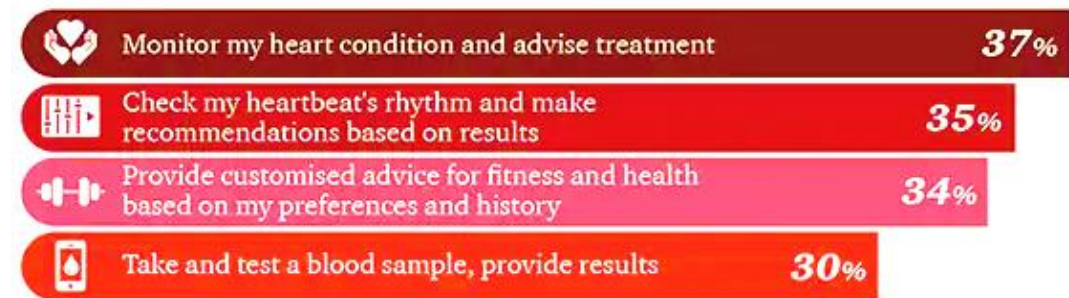 Monitor my heart condition and advise treatment 37%
Check my heartbeat's rhythm and make
recommendations based on results 35%
Provide customised advice for fitness and health
based on my preferences and history 34%
Take and test a blood sample, provide results 30%